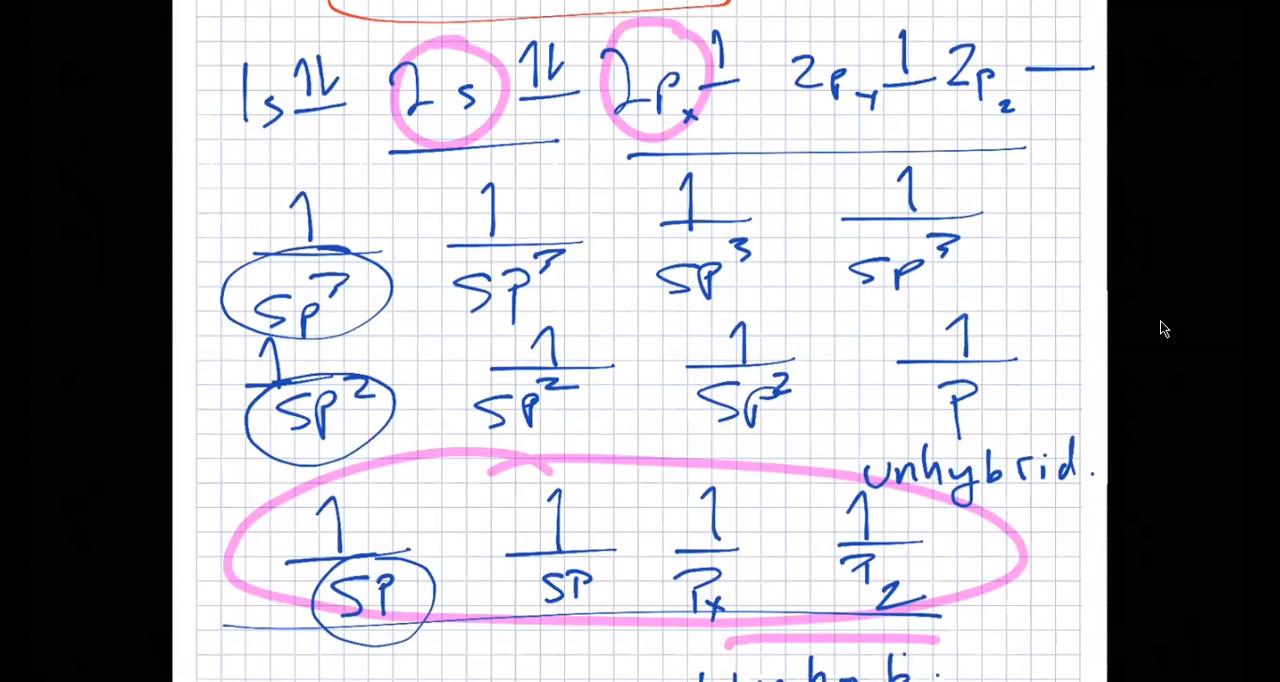 1s 1l 2s 1l 2px 1 2py 1 2pz
1 1 1 1
sp3 sp3 sp3 sp3
1 1 1 1
sp2 sp2 sp2 P
unhybrid.
1 1 1 1
SP SP Px Pz